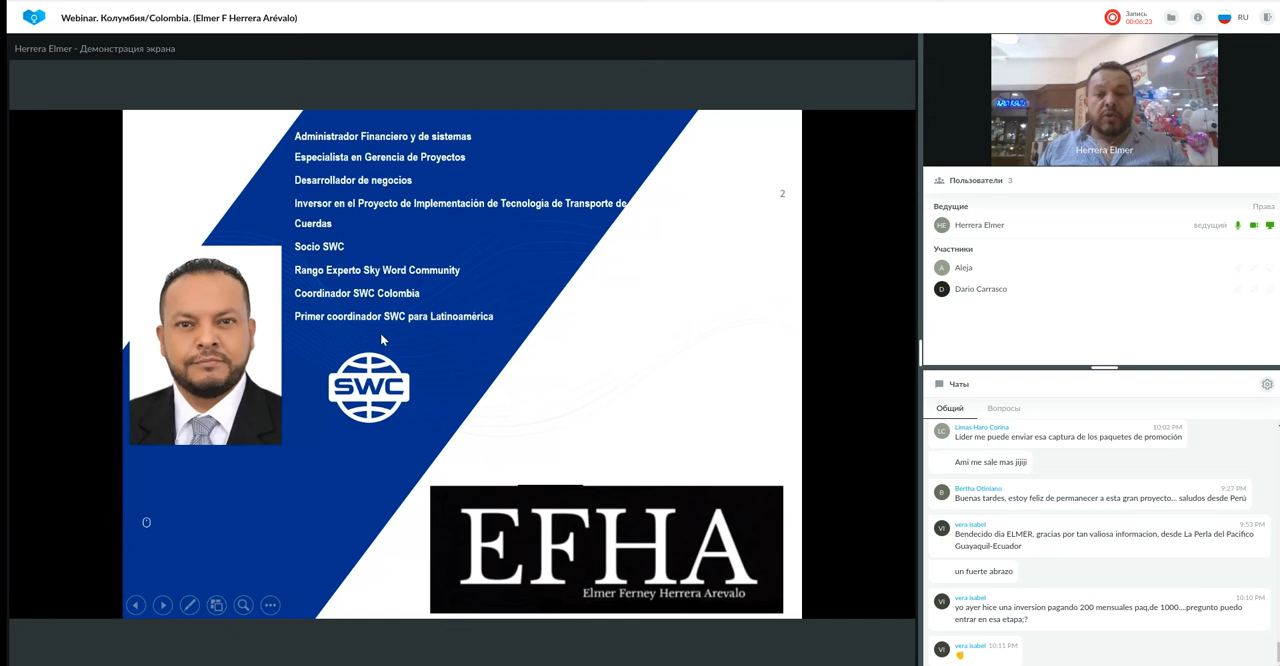 Webinar. Колумбия/Colombia. (Elmer F Herrera Arévalo)
Запись
00:06:23
RU
Herrera Elmer - Демонстрация экрана
Administrador Financiero y de sistemas
Especialista en Gerencia de Proyectos
Desarrollador de negocios
Inversor en el Proyecto de Implementación de Tecnologia de Transporte de
Cuerdas
Socio SWC
Rango Experto Sky Word Community
Coordinador SWC Colombia
Primer coordinador SWC para Latinoamérica
2
SWC
EFHA
Elmer Ferney Herrera Arevalo
Herrera Elmer
Пользователи 3
Ведущие Права
HE Herrera Elmer ведущий
Участники
A Aleja
D Dario Carrasco
Чаты
Общий Вопросы
LC Limas Haro Corina 10:02 PM
Líder me puede enviar esa captura de los paquetes de promoción
Ami me sale mas jijiji
B Bertha Otiniano 9:27 PM
Buenas tardes, estoy feliz de permanecer a esta gran proyecto... saludos desde Perú
VI vera isabel 9:53 PM
Bendecido dia ELMER, gracias por tan valiosa informacion, desde La Perla del Pacifico
Guayaquil-Ecuador
un fuerte abrazo
VI vera isabel 10:10 PM
yo ayer hice una inversion pagando 200 mensuales paq,de 1000....pregunto puedo
entrar en esa etapa;?
VI vera isabel 10:11 PM